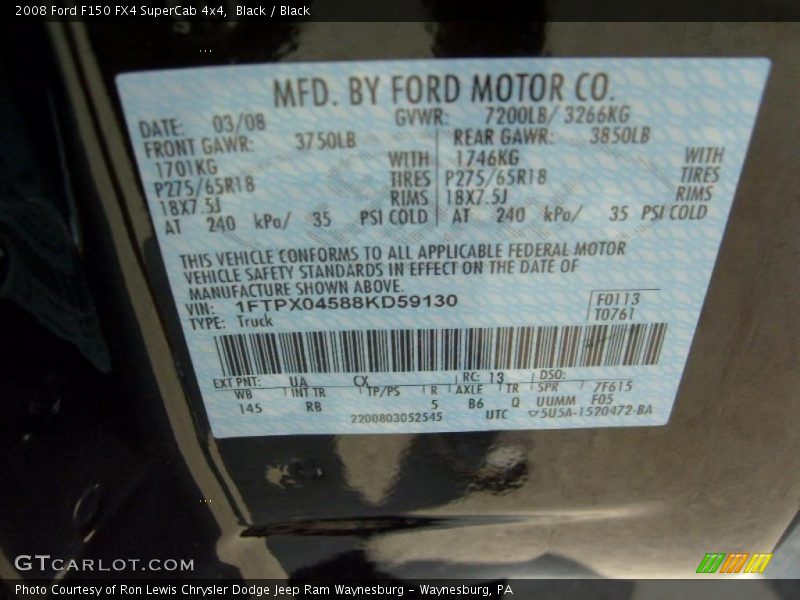 2008 Ford F150 FX4 SuperCab 4x4, Black / Black
MFD. BY FORD MOTOR CO.
DATE: 03/08 GVWR: 7200LB/ 3266KG
FRONT GAWR: 3750LB REAR GAWR: 3850LB
1701KG WITH 1746KG WITH
P275/65R18 TIRES P275/65R18 TIRES
18X7.5J RIMS 18X7.5J RIMS
AT 240 kPa/ 35 PSI COLD AT 240 kPa/ 35 PSI COLD
THIS VEHICLE CONFORMS TO ALL APPLICABLE FEDERAL MOTOR
VEHICLE SAFETY STANDARDS IN EFFECT ON THE DATE OF
MANUFACTURE SHOWN ABOVE.
VIN: 1FTPX04588KD59130 F0113
TYPE: Truck T0761
EXT PNT: UA CX RC: 13 DSO:
WB INT TR TP/PS R AXLE TR SPR 7F615
145 RB 5 B6 Q UUMM F05
2200803052545 UTC ▽5U5A-1520472-BA
GTCARLOT.COM
Photo Courtesy of Ron Lewis Chrysler Dodge Jeep Ram Waynesburg - Waynesburg, PA